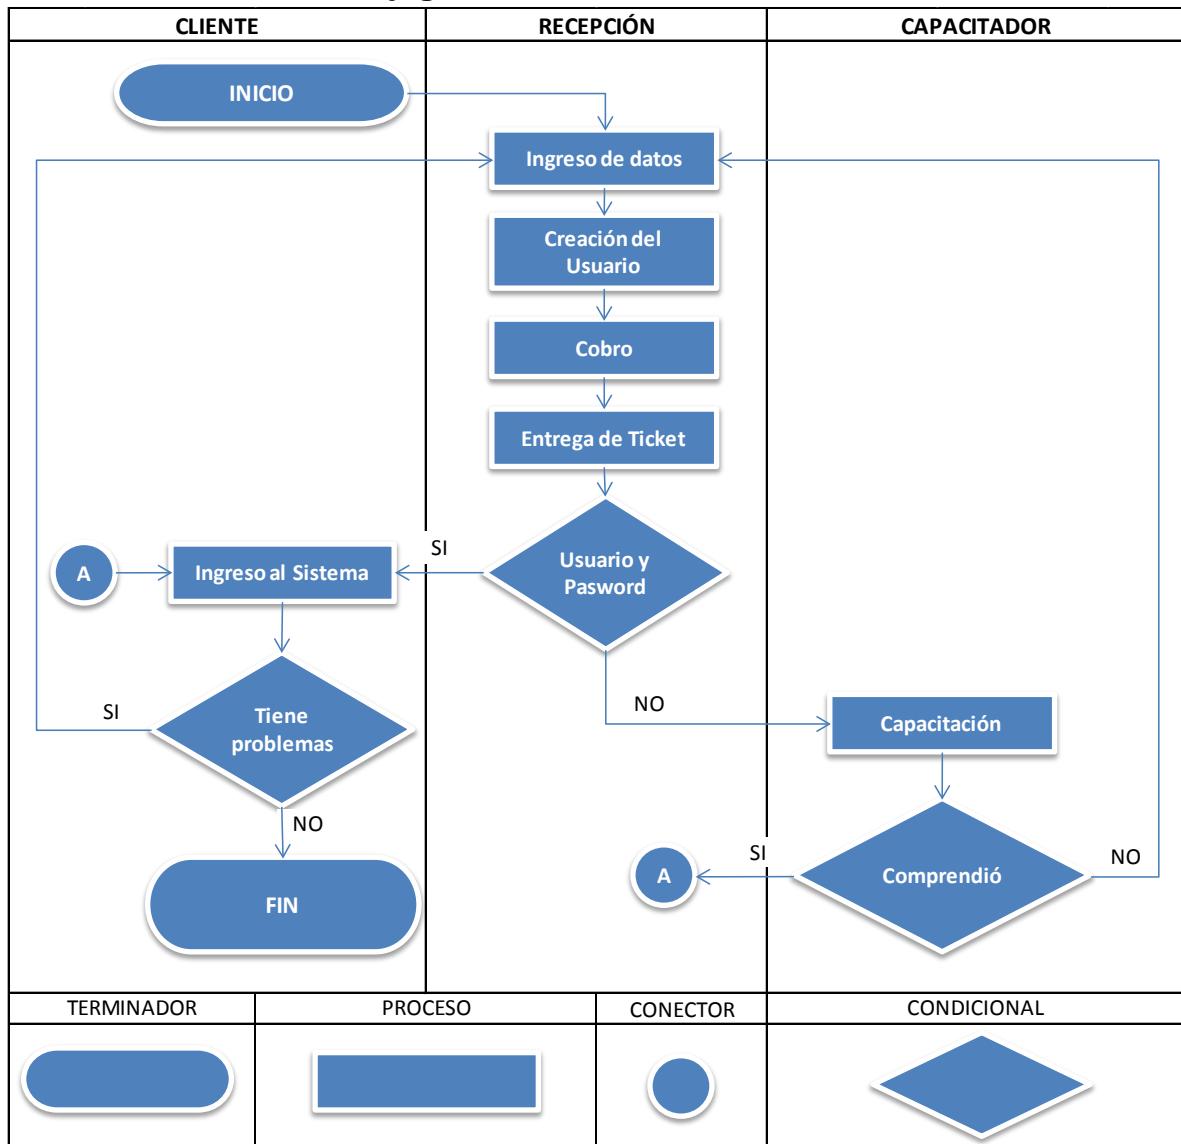 CLIENTE
RECEPCIÓN
CAPACITADOR
INICIO
Ingreso de datos
Creación del
Usuario
Cobro
Entrega de Ticket
SI
Usuario y
Pasword
A
Ingreso al Sistema
NO
SI
Tiene
problemas
Capacitación
NO
SI
NO
A
Comprendió
FIN
TERMINADOR
PROCESO
CONECTOR
CONDICIONAL